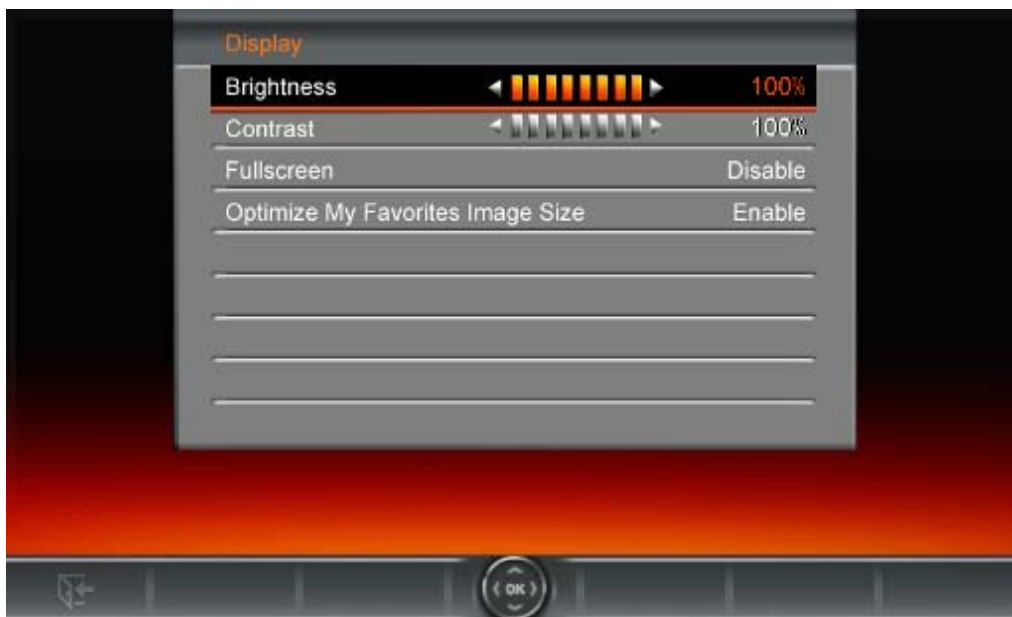 Display
Brightness 100%
Contrast 100%
Fullscreen Disable
Optimize My Favorites Image Size Enable
OK